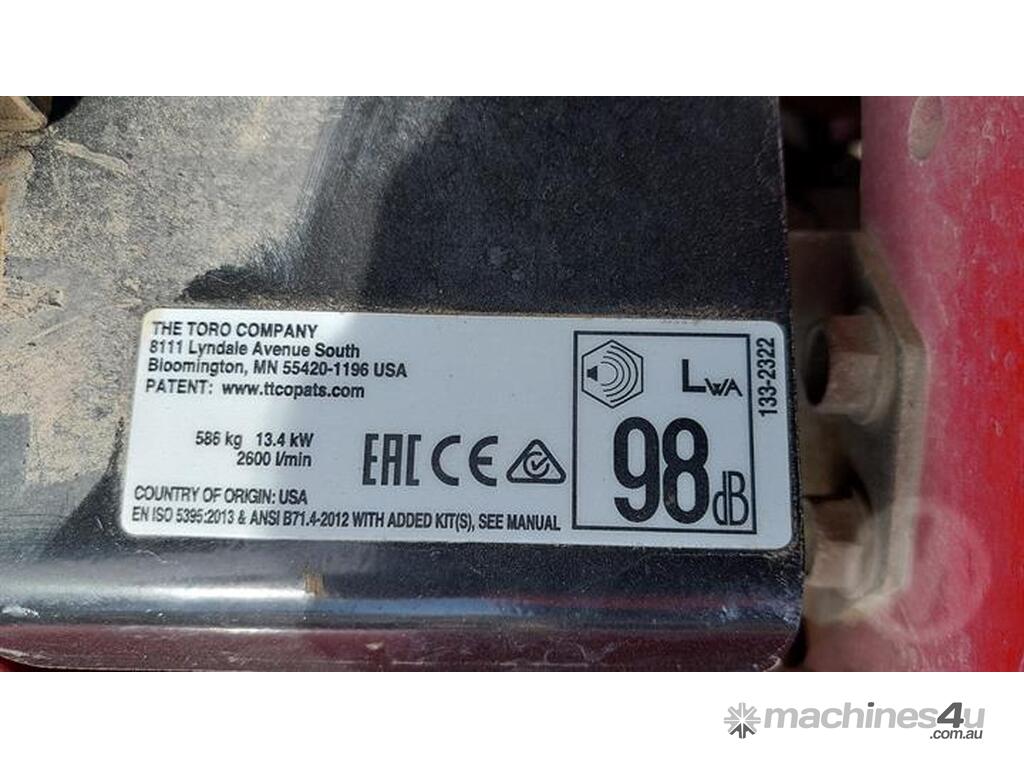 THE TORO COMPANY
8111 Lyndale Avenue South
Bloomington, MN 55420-1196 USA
PATENT: www.ttcopats.com
586 kg 13.4 kW
2600 l/min
EAC CE
COUNTRY OF ORIGIN: USA
EN ISO 5395:2013 & ANSI B71.4-2012 WITH ADDED KIT(S), SEE MANUAL
LWA
98dB
133-2322
machines4u
.com.au